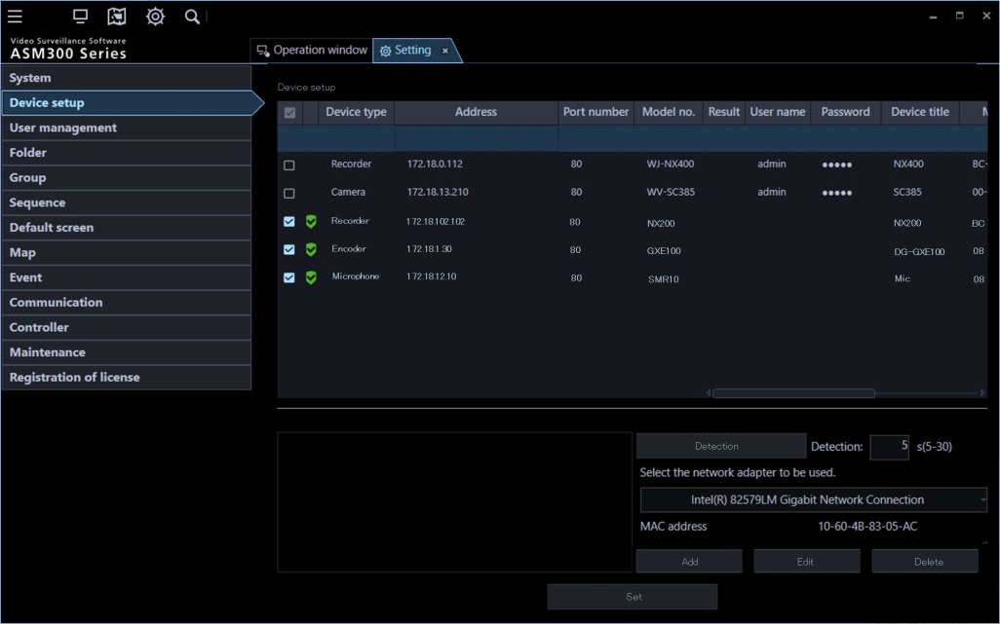 Video Surveillance Software
ASM300 Series
Operation window
Setting
System
Device setup
User management
Folder
Group
Sequence
Default screen
Map
Event
Communication
Controller
Maintenance
Registration of license
Device setup
Device type Address Port number Model no. Result User name Password Device title M
Recorder 172.18.0.112 80 WJ-NX400 admin ●●●●● NX400 BC-
Camera 172.18.13.210 80 WV-SC385 admin ●●●●● SC385 00-
Recorder 172.18.102.102 80 NX200 NX200 BC
Encoder 172.18.1.30 80 GXE100 DG-GXE100 08
Microphone 172.18.12.10 80 SMR10 Mic 08
Detection Detection: 5 s(5-30)
Select the network adapter to be used.
Intel(R) 82579LM Gigabit Network Connection
MAC address 10-60-4B-83-05-AC
Add Edit Delete
Set